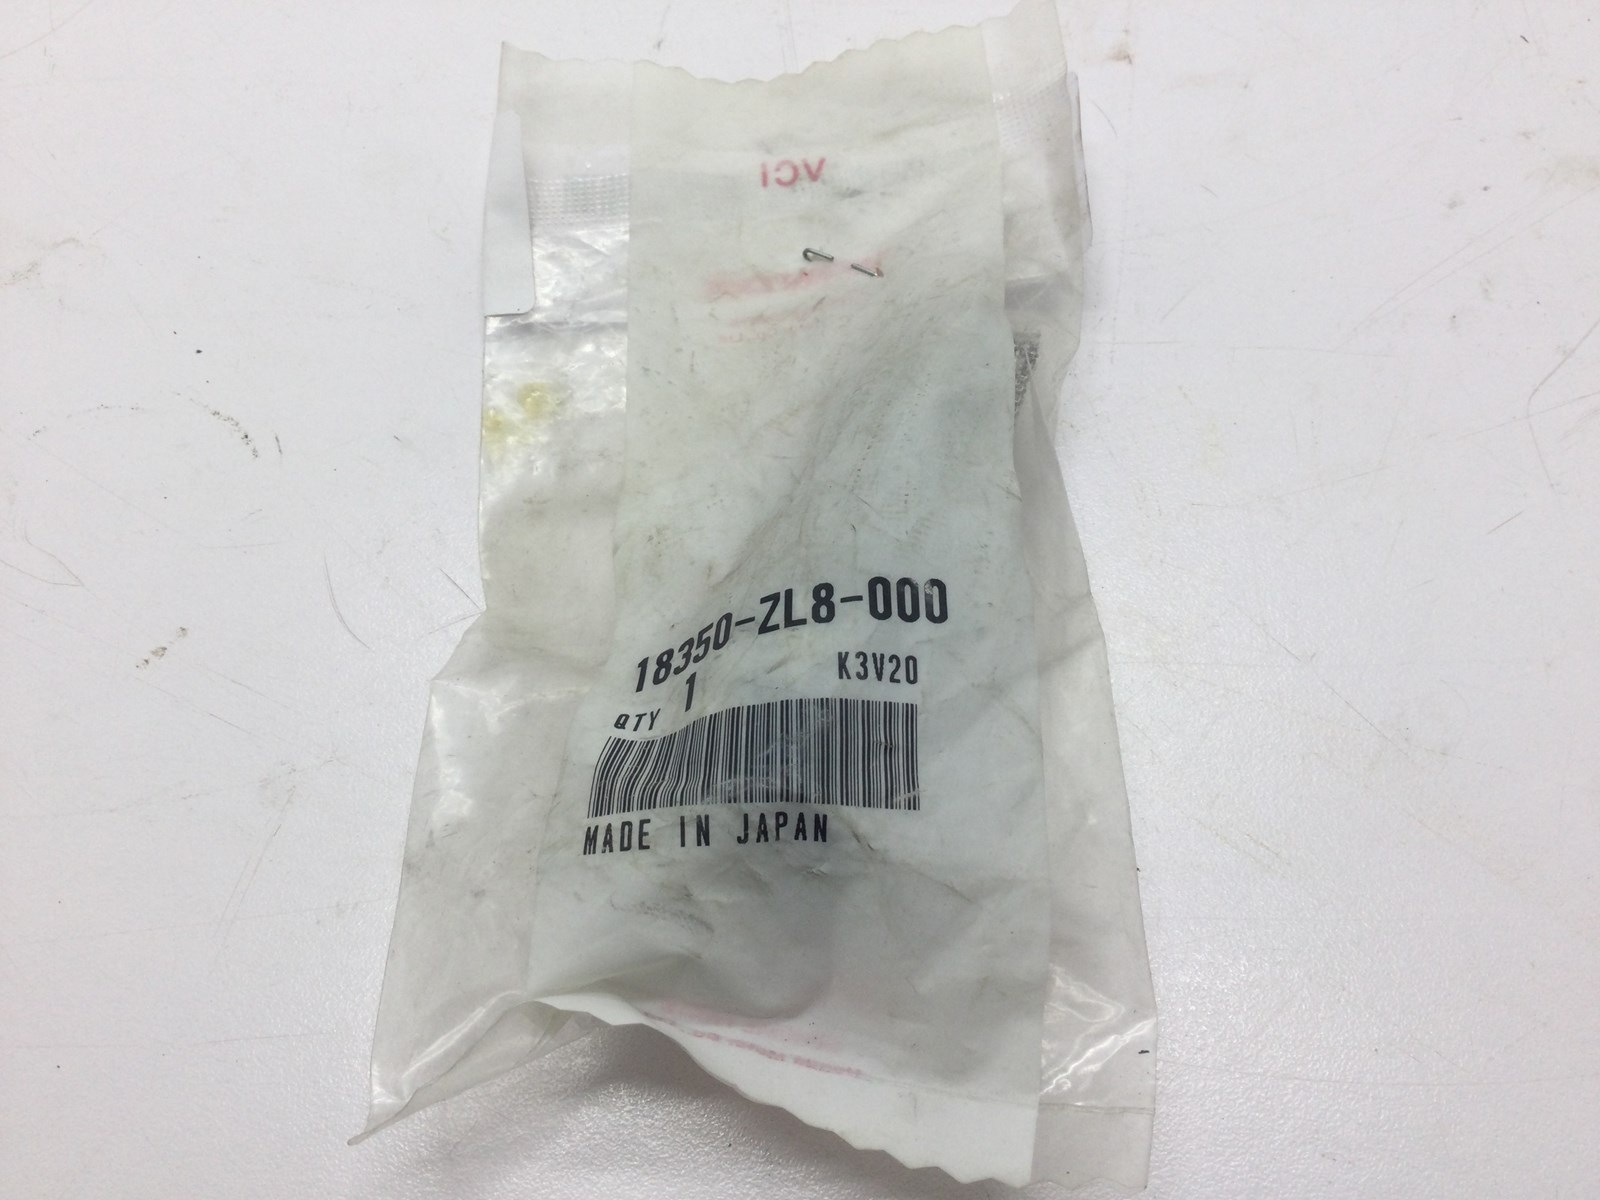 VCI
18350-ZL8-000
QTY 1 K3V20
MADE IN JAPAN